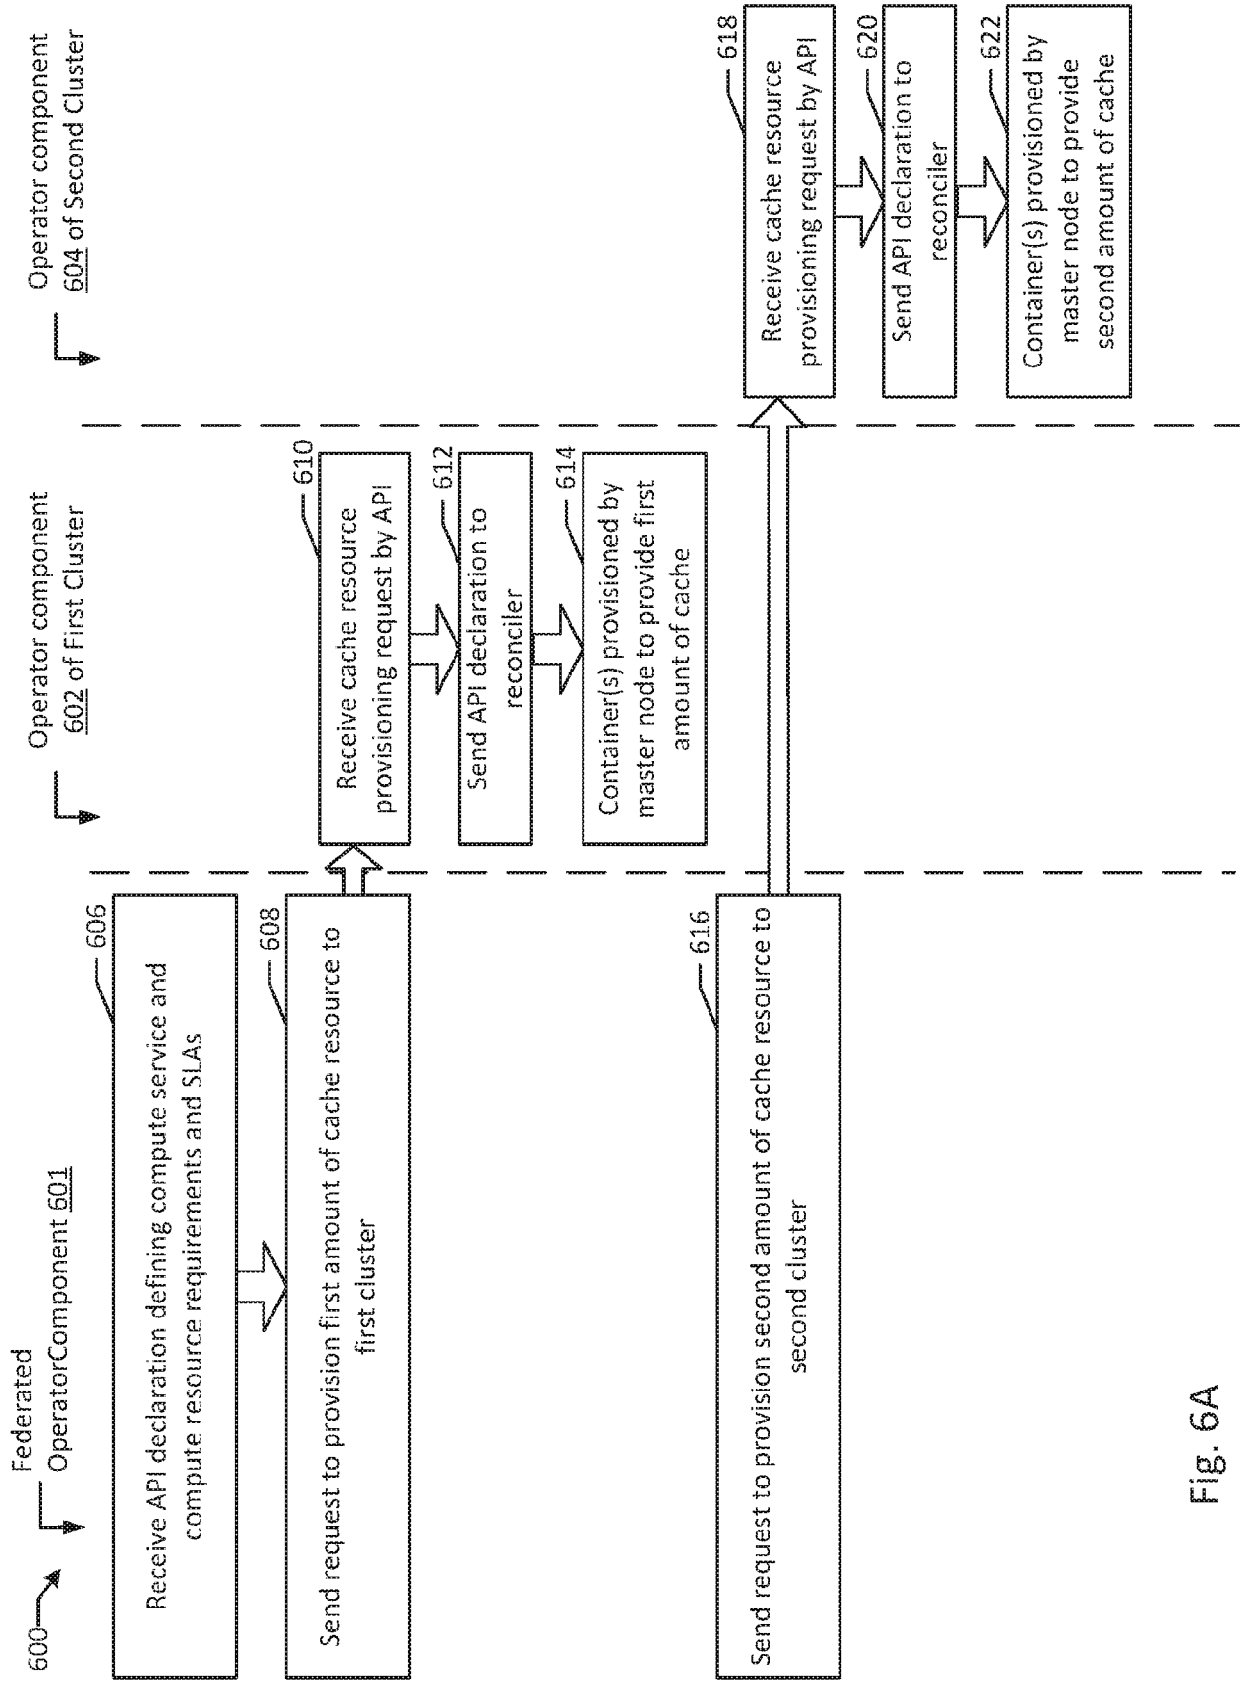 600
Federated
OperatorComponent 601
Operator component
602 of First Cluster
Operator component
604 of Second Cluster
606
Receive API declaration defining compute service and
compute resource requirements and SLAs
608
Send request to provision first amount of cache resource to
first cluster
610
Receive cache resource
provisioning request by API
612
Send API declaration to
reconciler
614
Container(s) provisioned by
master node to provide first
amount of cache
616
Send request to provision second amount of cache resource to
second cluster
618
Receive cache resource
provisioning request by API
620
Send API declaration to
reconciler
622
Container(s) provisioned by
master node to provide
second amount of cache
Fig. 6A